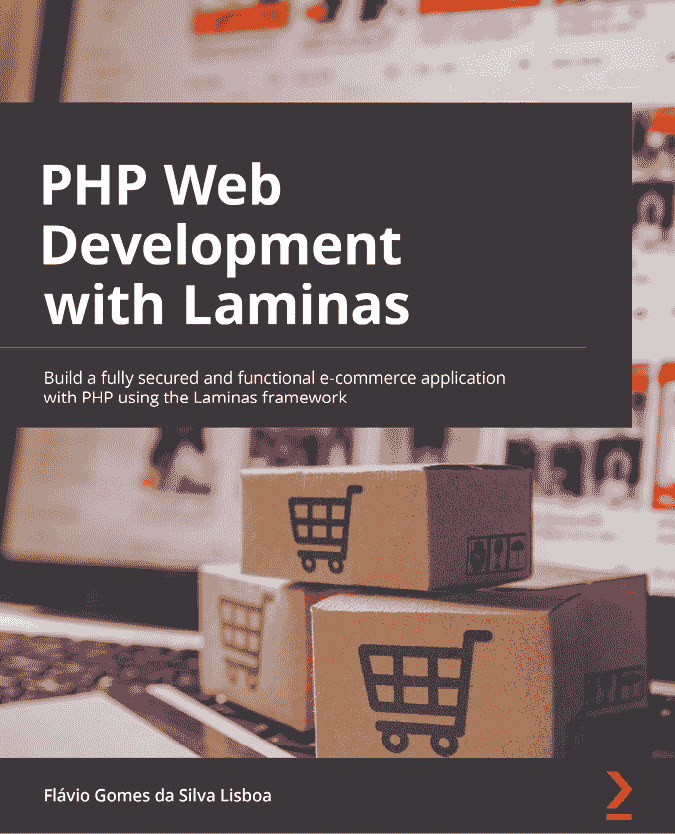 PHP Web
Development
with Laminas
Build a fully secured and functional e-commerce application
with PHP using the Laminas framework
Flávio Gomes da Silva Lisboa